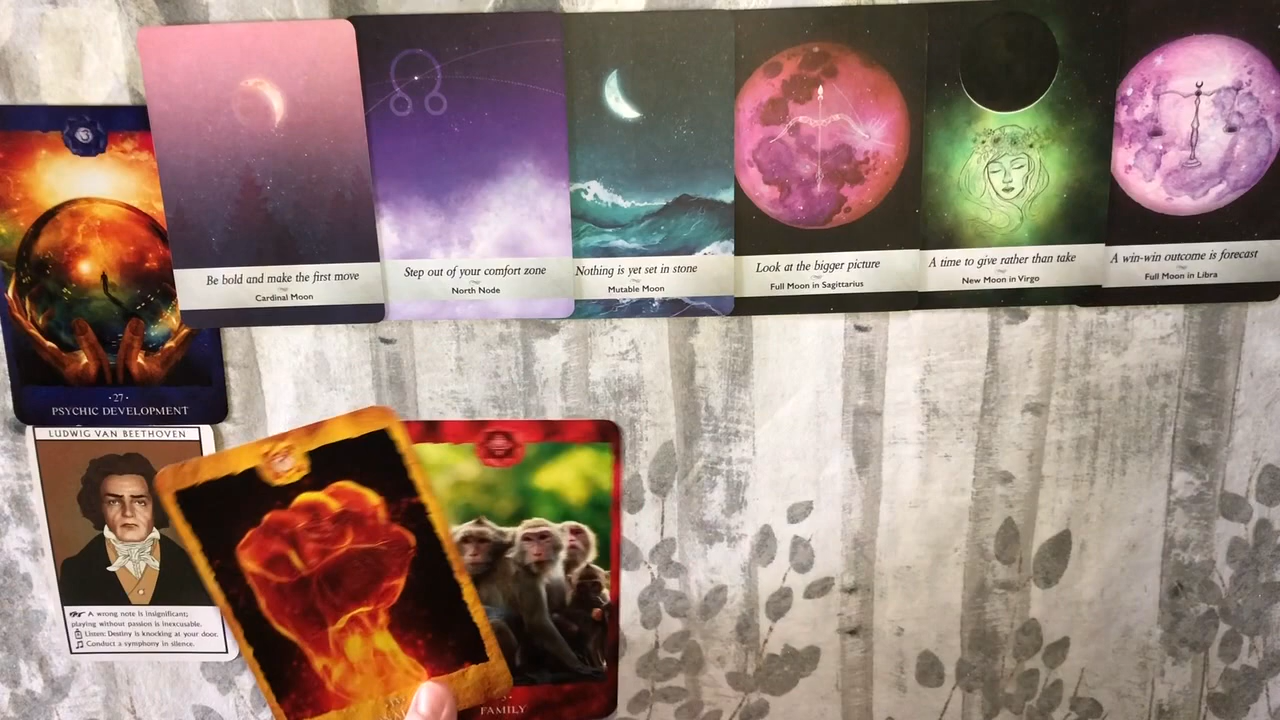 Be bold and make the first move
Cardinal Moon
Step out of your comfort zone
North Node
Nothing is yet set in stone
Mutable Moon
Look at the bigger picture
Full Moon in Sagittarius
A time to give rather than take
New Moon in Virgo
A win-win outcome is forecast
Full Moon in Libra
·27·
PSYCHIC DEVELOPMENT
LUDWIG VAN BEETHOVEN
A wrong note is insignificant;
playing without passion is inexcusable.
Listen: Destiny is knocking at your door.
Conduct a symphony in silence.
FAMILY